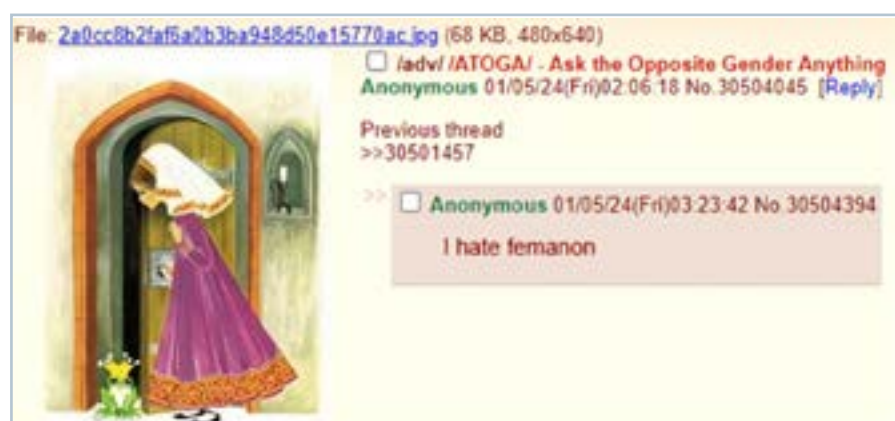 File: 2a0cc8b2faf6a0b3ba948d50e15770ac.jpg (68 KB, 480x640)
/adv/ /ATOGA/ - Ask the Opposite Gender Anything
Anonymous 01/05/24(Fri)02:06:18 No.30504045 [Reply]
Previous thread
>>30501457
>> Anonymous 01/05/24(Fri)03:23:42 No.30504394
I hate femanon